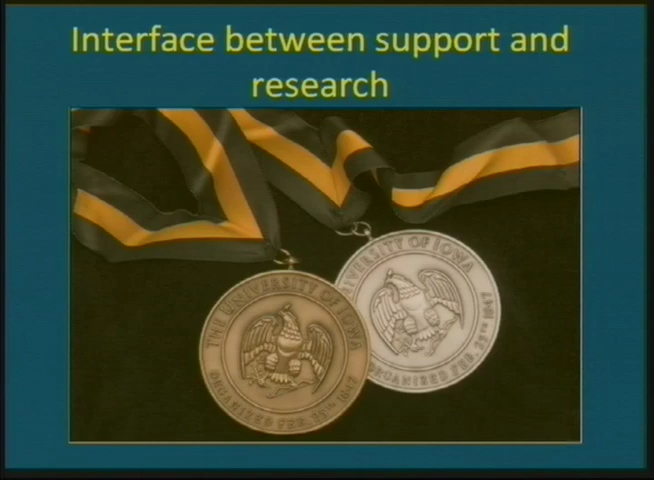 Interface between support and
research
THE UNIVERSITY OF IOWA
ORGANIZED FEB. 25TH 1847
UNIVERSITY OF IOWA
ORGANIZED FEB. 25TH 1847